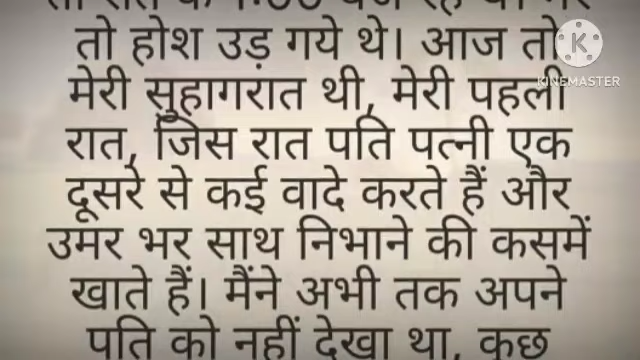 तो होश उड़ गये थे। आज तो
मेरी सुहागरात थी, मेरी पहली
रात, जिस रात पति पत्नी एक
दूसरे से कई वादे करते हैं और
उमर भर साथ निभाने की कसमें
खाते हैं। मैंने अभी तक अपने
पति को नहीं देखा था, कुछ
KINEMASTER